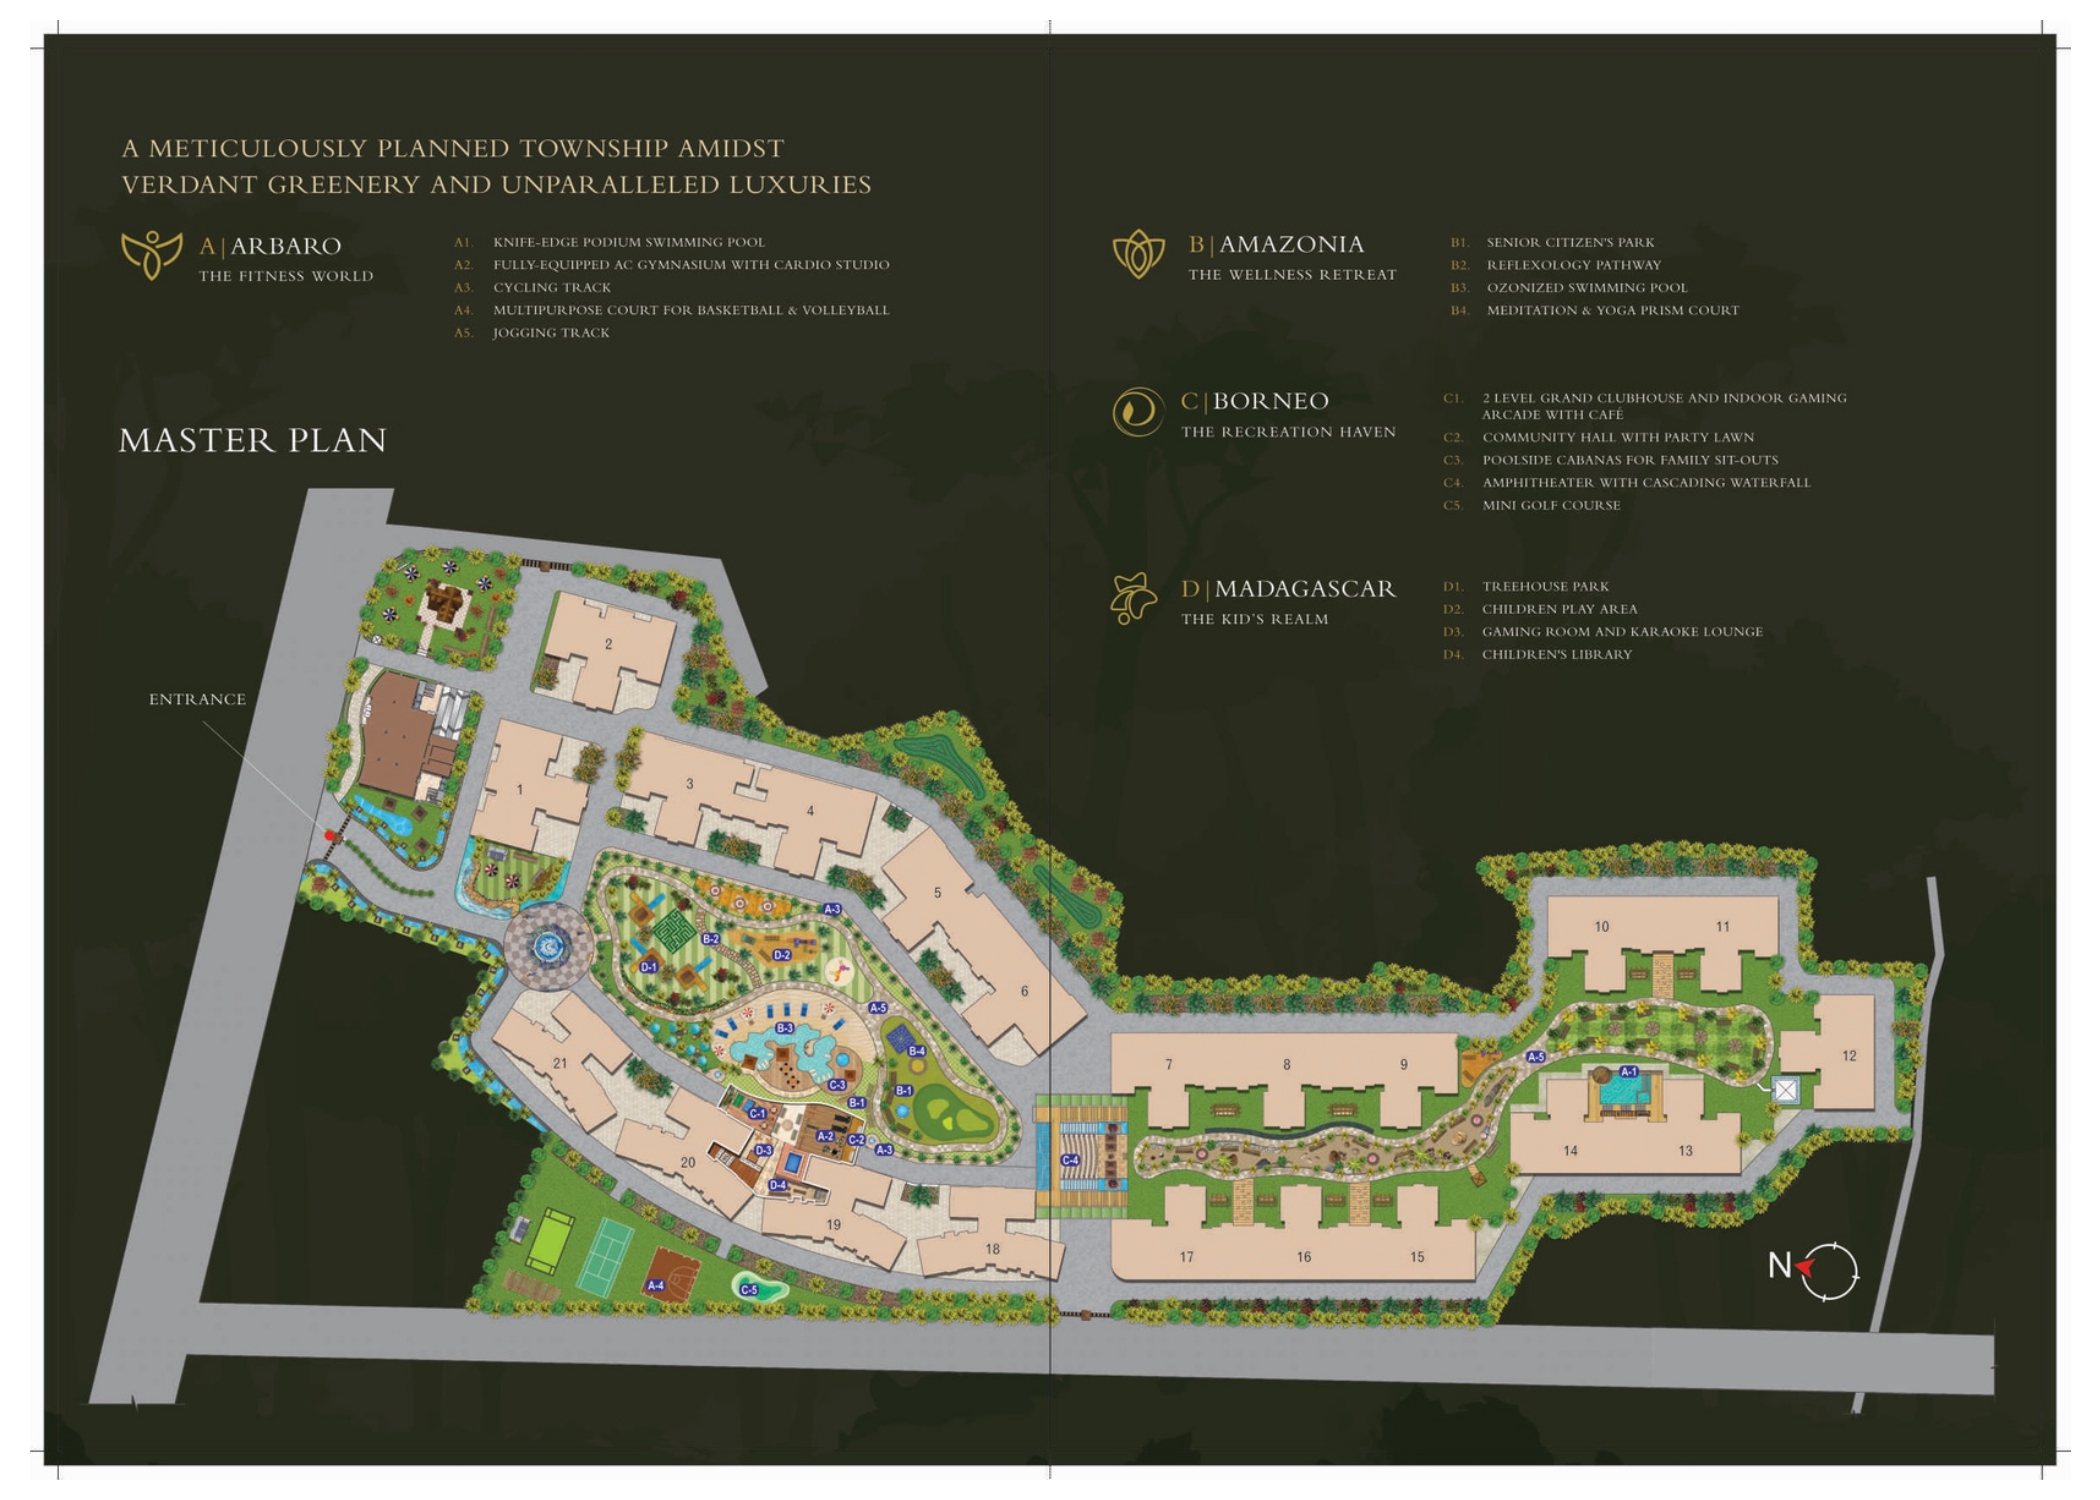 A METICULOUSLY PLANNED TOWNSHIP AMIDST
VERDANT GREENERY AND UNPARALLELED LUXURIES
A | ARBARO
THE FITNESS WORLD
A1. KNIFE-EDGE PODIUM SWIMMING POOL
A2. FULLY-EQUIPPED AC GYMNASIUM WITH CARDIO STUDIO
A3. CYCLING TRACK
A4. MULTIPURPOSE COURT FOR BASKETBALL & VOLLEYBALL
A5. JOGGING TRACK
B | AMAZONIA
THE WELLNESS RETREAT
B1. SENIOR CITIZEN'S PARK
B2. REFLEXOLOGY PATHWAY
B3. OZONIZED SWIMMING POOL
B4. MEDITATION & YOGA PRISM COURT
C | BORNEO
THE RECREATION HAVEN
C1. 2 LEVEL GRAND CLUBHOUSE AND INDOOR GAMING
ARCADE WITH CAFÉ
C2. COMMUNITY HALL WITH PARTY LAWN
C3. POOLSIDE CABANAS FOR FAMILY SIT-OUTS
C4. AMPHITHEATER WITH CASCADING WATERFALL
C5. MINI GOLF COURSE
D | MADAGASCAR
THE KID'S REALM
D1. TREEHOUSE PARK
D2. CHILDREN PLAY AREA
D3. GAMING ROOM AND KARAOKE LOUNGE
D4. CHILDREN'S LIBRARY
MASTER PLAN
ENTRANCE
2
1
3
4
5
6
A-3
B-2
D-2
D-1
A-5
B-3
B-4
C-3
B-1
B-1
C-1
A-2
C-2
A-3
D-3
D-4
21
20
19
18
A-4
C-5
C-4
7
8
9
10
11
12
A-5
A-1
14
13
17
16
15
N